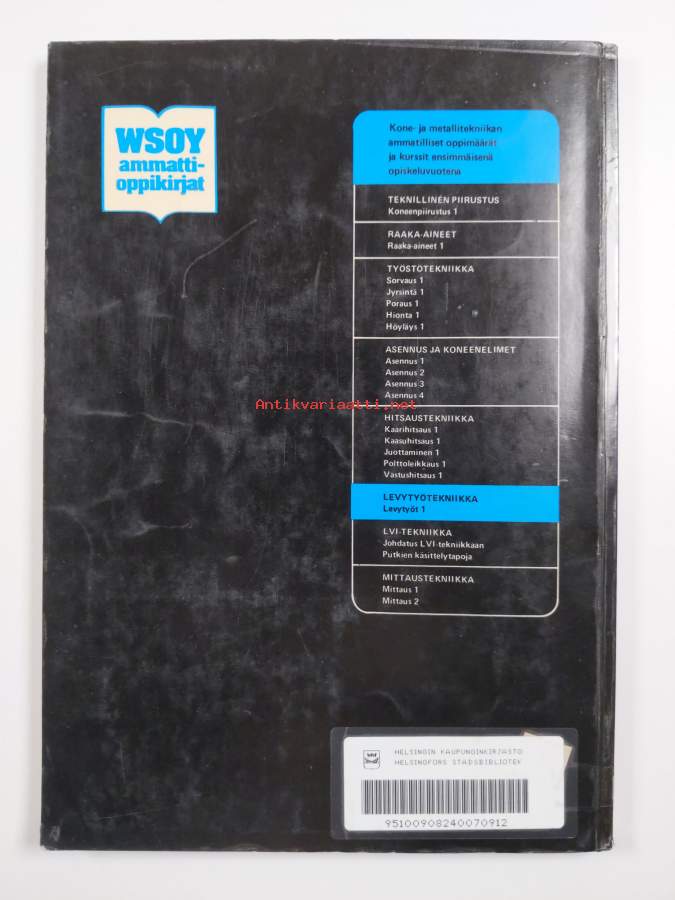 WSOY
ammatti-
oppikirjat
Kone- ja metallitekniikan
ammatilliset oppimäärät
ja kurssit ensimmäisenä
opiskeluvuotena
TEKNILLINEN PIIRUSTUS
Koneenpiirustus 1
RAAKA-AINEET
Raaka-aineet 1
TYÖSTÖTEKNIIKKA
Sorvaus 1
Jyrsintä 1
Poraus 1
Hionta 1
Höyläys 1
ASENNUS JA KONEENELIMET
Asennus 1
Asennus 2
Asennus 3
Asennus 4
Antikvariaatti.net
HITSAUSTEKNIIKKA
Kaarihitsaus 1
Kaasuhitsaus 1
Juottaminen 1
Polttoleikkaus 1
Vastushitsaus 1
LEVYTYÖTEKNIIKKA
Levytyöt 1
LVI-TEKNIIKKA
Johdatus LVI-tekniikkaan
Putkien käsittelytapoja
MITTAUSTEKNIIKKA
Mittaus 1
Mittaus 2
HELSINGIN KAUPUNGINKIRJASTO
HELSINGFORS STADSBIBLIOTEK
95100908240070912